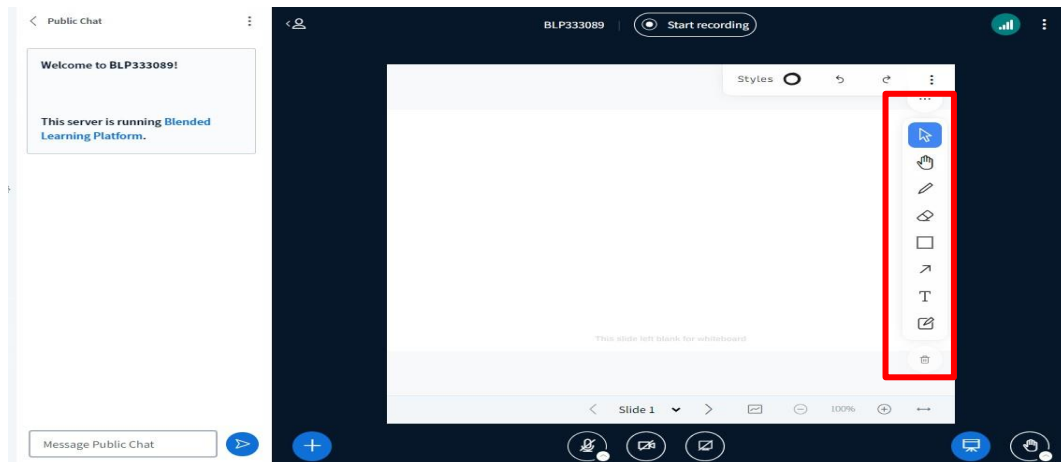 Public Chat
Welcome to BLP333089!
This server is running Blended
Learning Platform.
Message Public Chat
BLP333089
Start recording
Styles
T
This slide left blank for whiteboard
Slide 1
100%